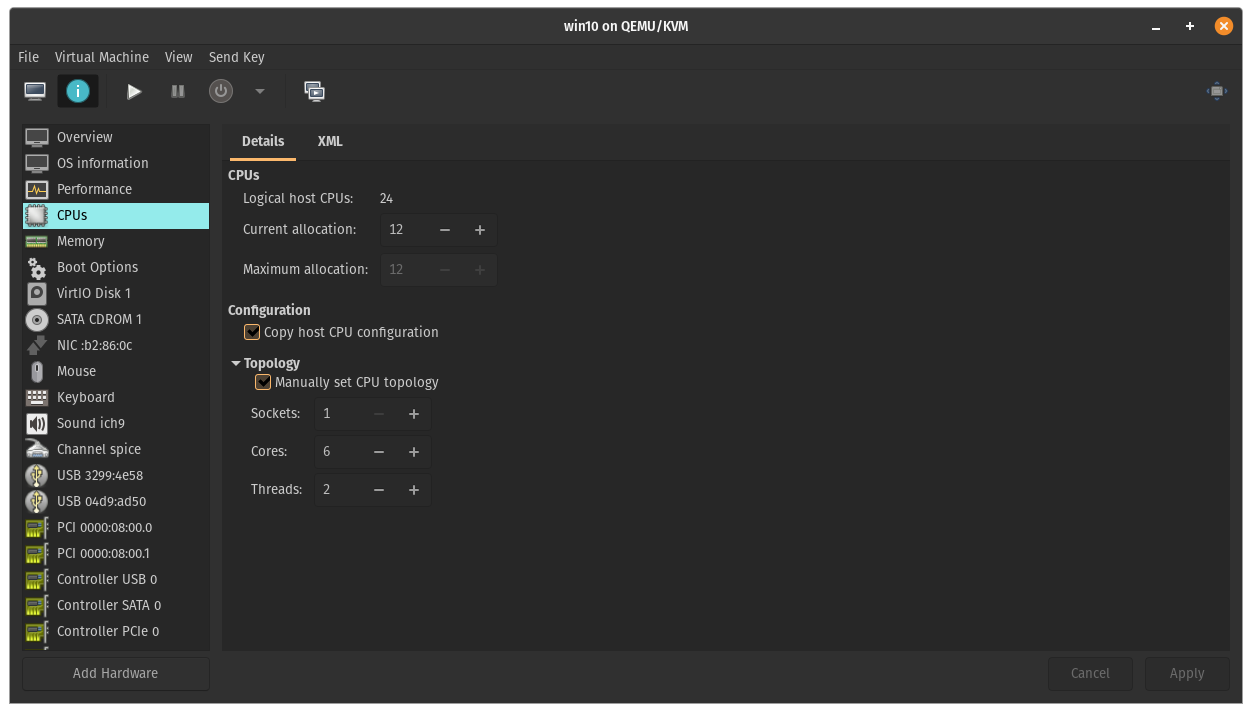 win10 on QEMU/KVM
File Virtual Machine View Send Key
Overview
OS information
Performance
CPUs
Memory
Boot Options
VirtIO Disk 1
SATA CDROM 1
NIC :b2:86:0c
Mouse
Keyboard
Sound ich9
Channel spice
USB 3299:4e58
USB 04d9:ad50
PCI 0000:08:00.0
PCI 0000:08:00.1
Controller USB 0
Controller SATA 0
Controller PCIe 0
Add Hardware
Details XML
CPUs
Logical host CPUs: 24
Current allocation: 12
Maximum allocation: 12
Configuration
Copy host CPU configuration
Topology
Manually set CPU topology
Sockets: 1
Cores: 6
Threads: 2
Cancel Apply